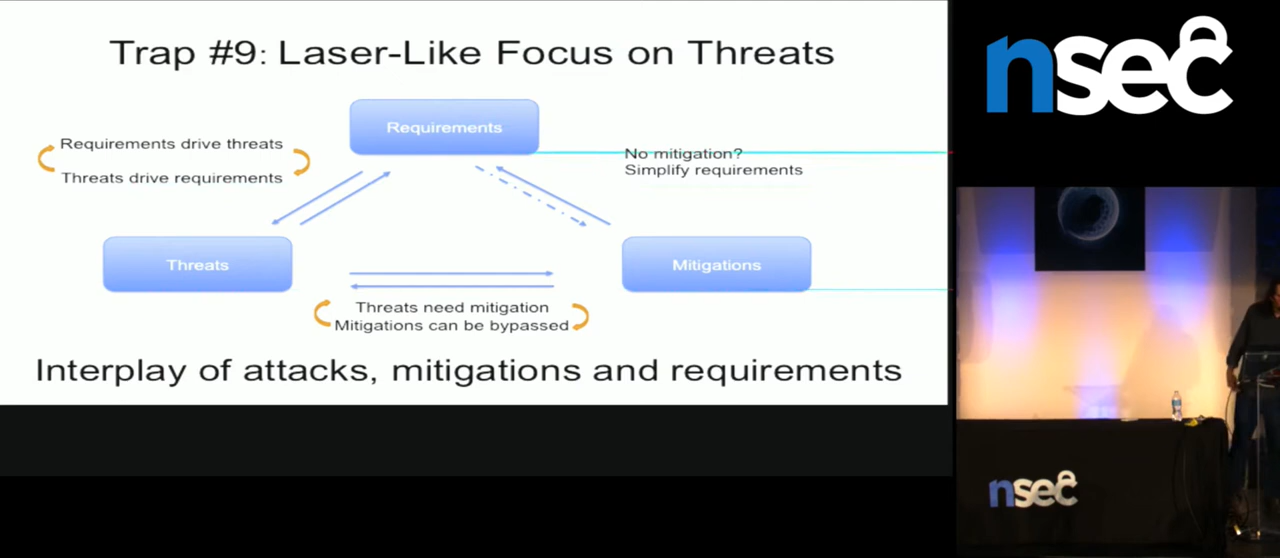 Trap #9: Laser-Like Focus on Threats
Requirements
Requirements drive threats
Threats drive requirements
No mitigation?
Simplify requirements
Threats
Mitigations
Threats need mitigation
Mitigations can be bypassed
Interplay of attacks, mitigations and requirements
nsec
nsec